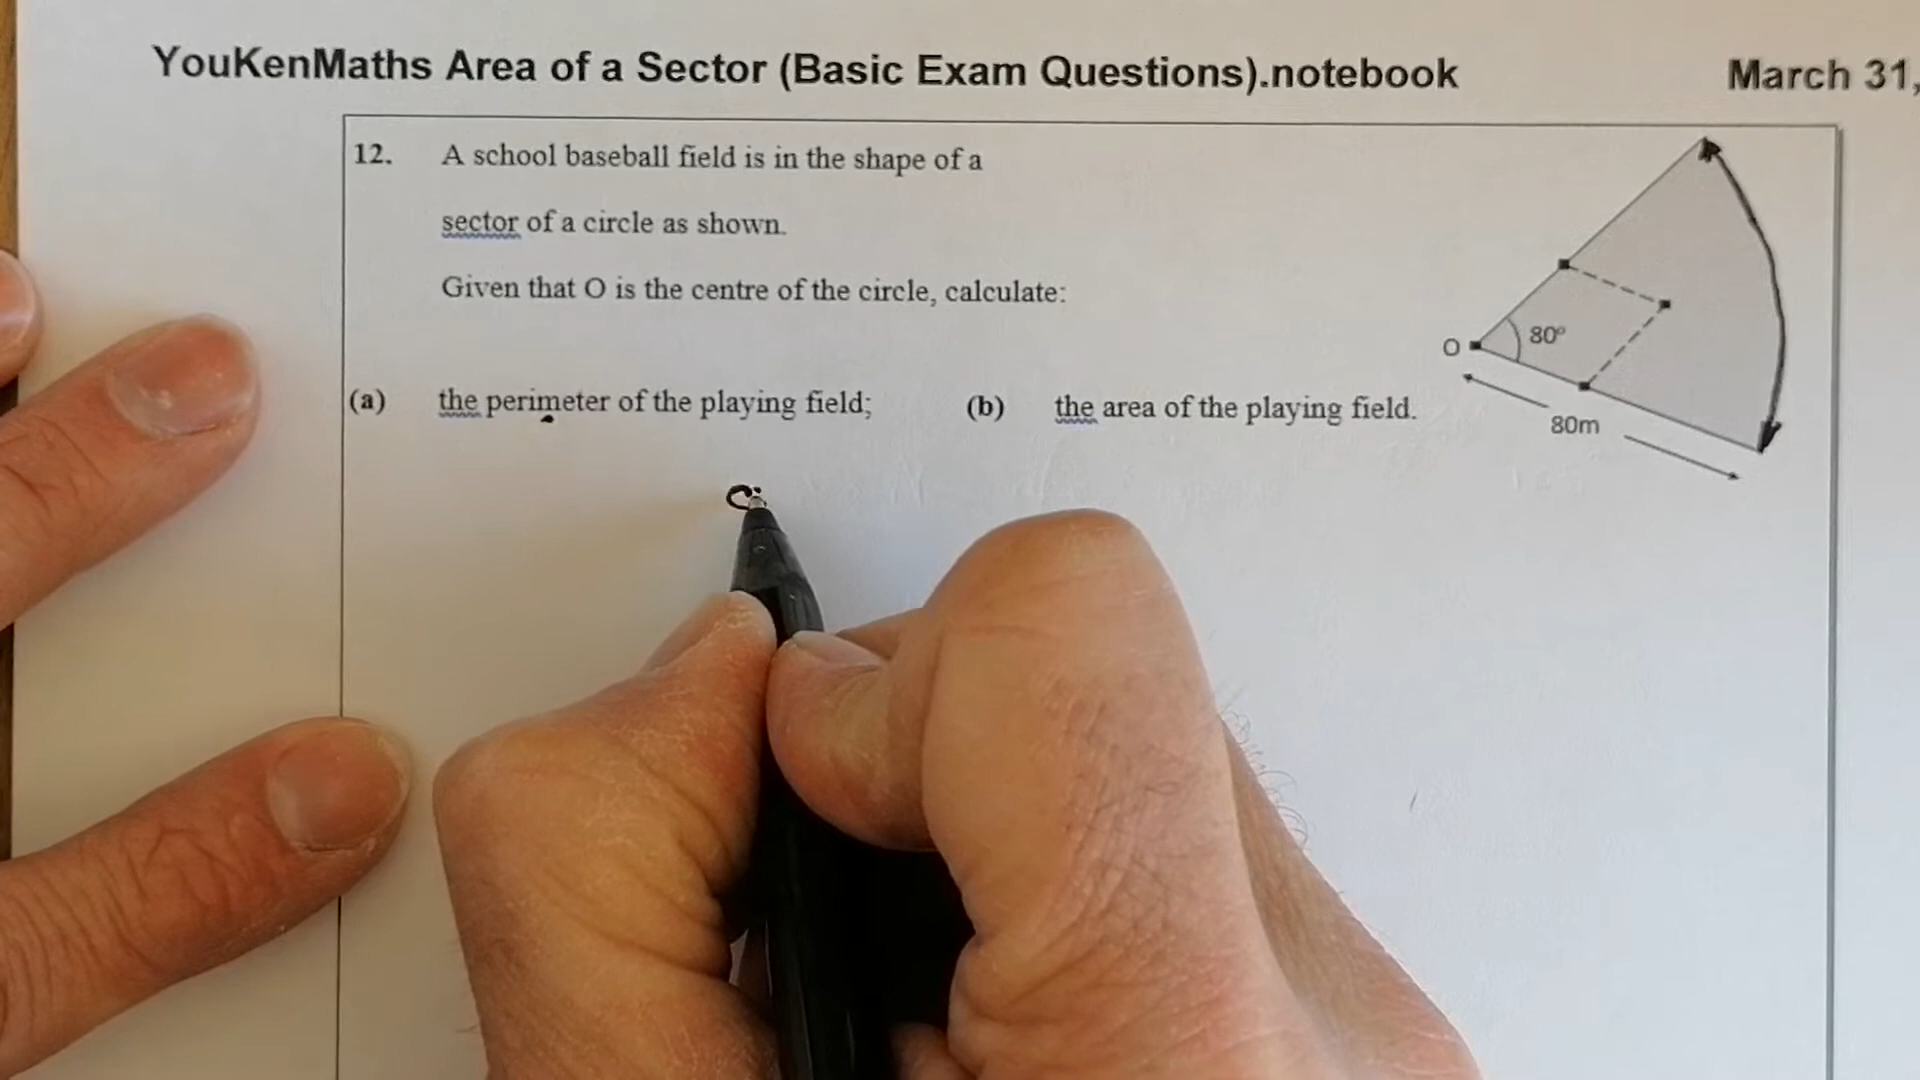 YouKenMaths Area of a Sector (Basic Exam Questions).notebook March 31,
12. A school baseball field is in the shape of a
sector of a circle as shown.
Given that O is the centre of the circle, calculate:
(a) the perimeter of the playing field; (b) the area of the playing field.
O
80º
80m